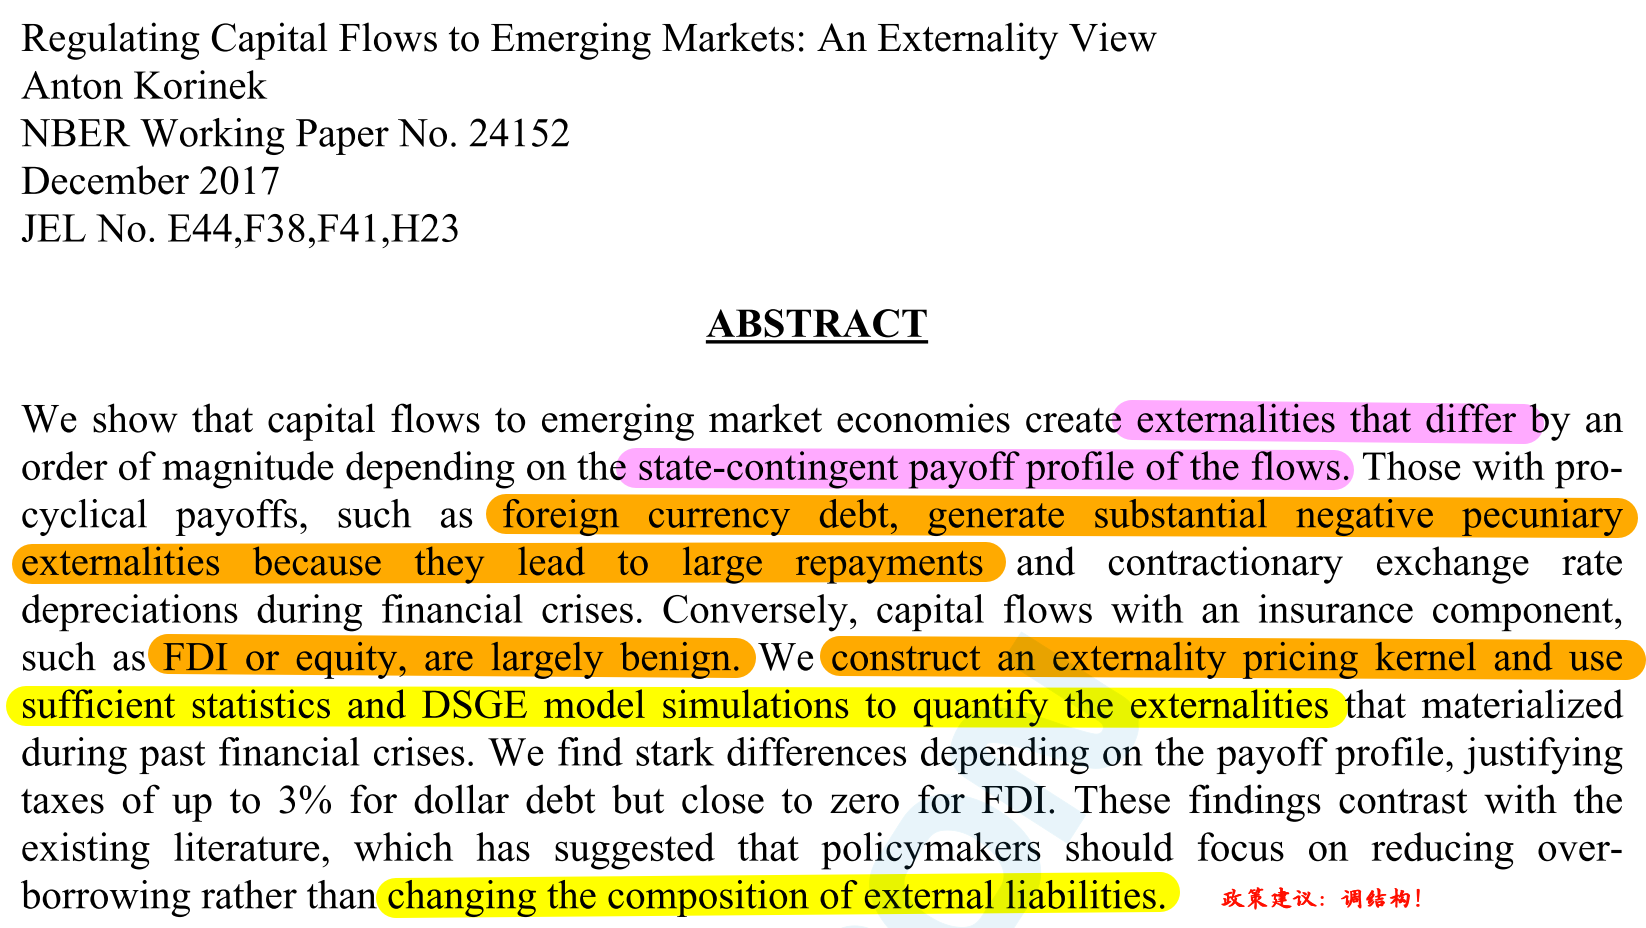 Regulating Capital Flows to Emerging Markets: An Externality View
Anton Korinek
NBER Working Paper No. 24152
December 2017
JEL No. E44,F38,F41,H23
ABSTRACT
We show that capital flows to emerging market economies create externalities that differ by an
order of magnitude depending on the state-contingent payoff profile of the flows. Those with pro-
cyclical payoffs, such as foreign currency debt, generate substantial negative pecuniary
externalities because they lead to large repayments and contractionary exchange rate
depreciations during financial crises. Conversely, capital flows with an insurance component,
such as FDI or equity, are largely benign. We construct an externality pricing kernel and use
sufficient statistics and DSGE model simulations to quantify the externalities that materialized
during past financial crises. We find stark differences depending on the payoff profile, justifying
taxes of up to 3% for dollar debt but close to zero for FDI. These findings contrast with the
existing literature, which has suggested that policymakers should focus on reducing over-
borrowing rather than changing the composition of external liabilities. 政策建议：调结构！